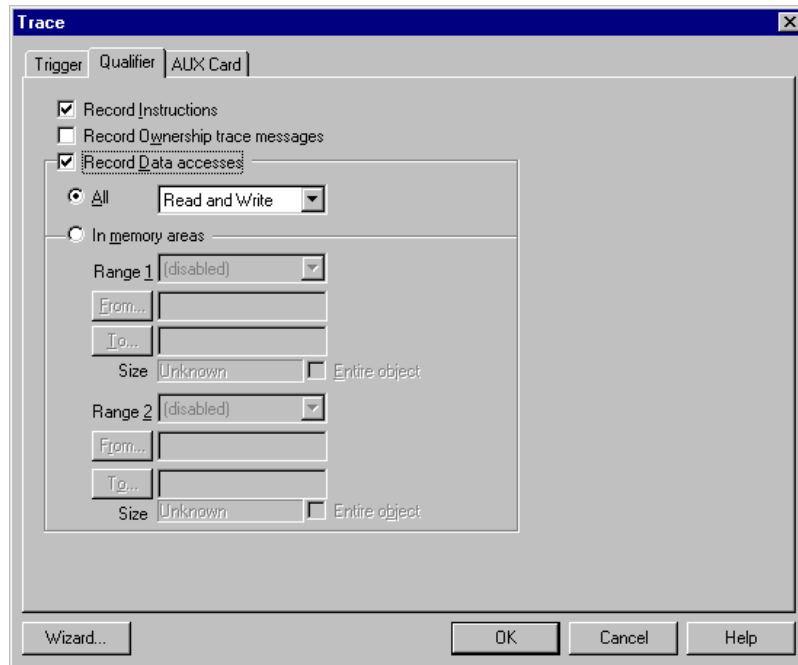 Trace
Trigger Qualifier AUX Card
Record Instructions
Record Ownership trace messages
Record Data accesses
All Read and Write
In memory areas
Range 1 (disabled)
From...
To...
Size Unknown Entire object
Range 2 (disabled)
From...
To...
Size Unknown Entire object
Wizard... OK Cancel Help